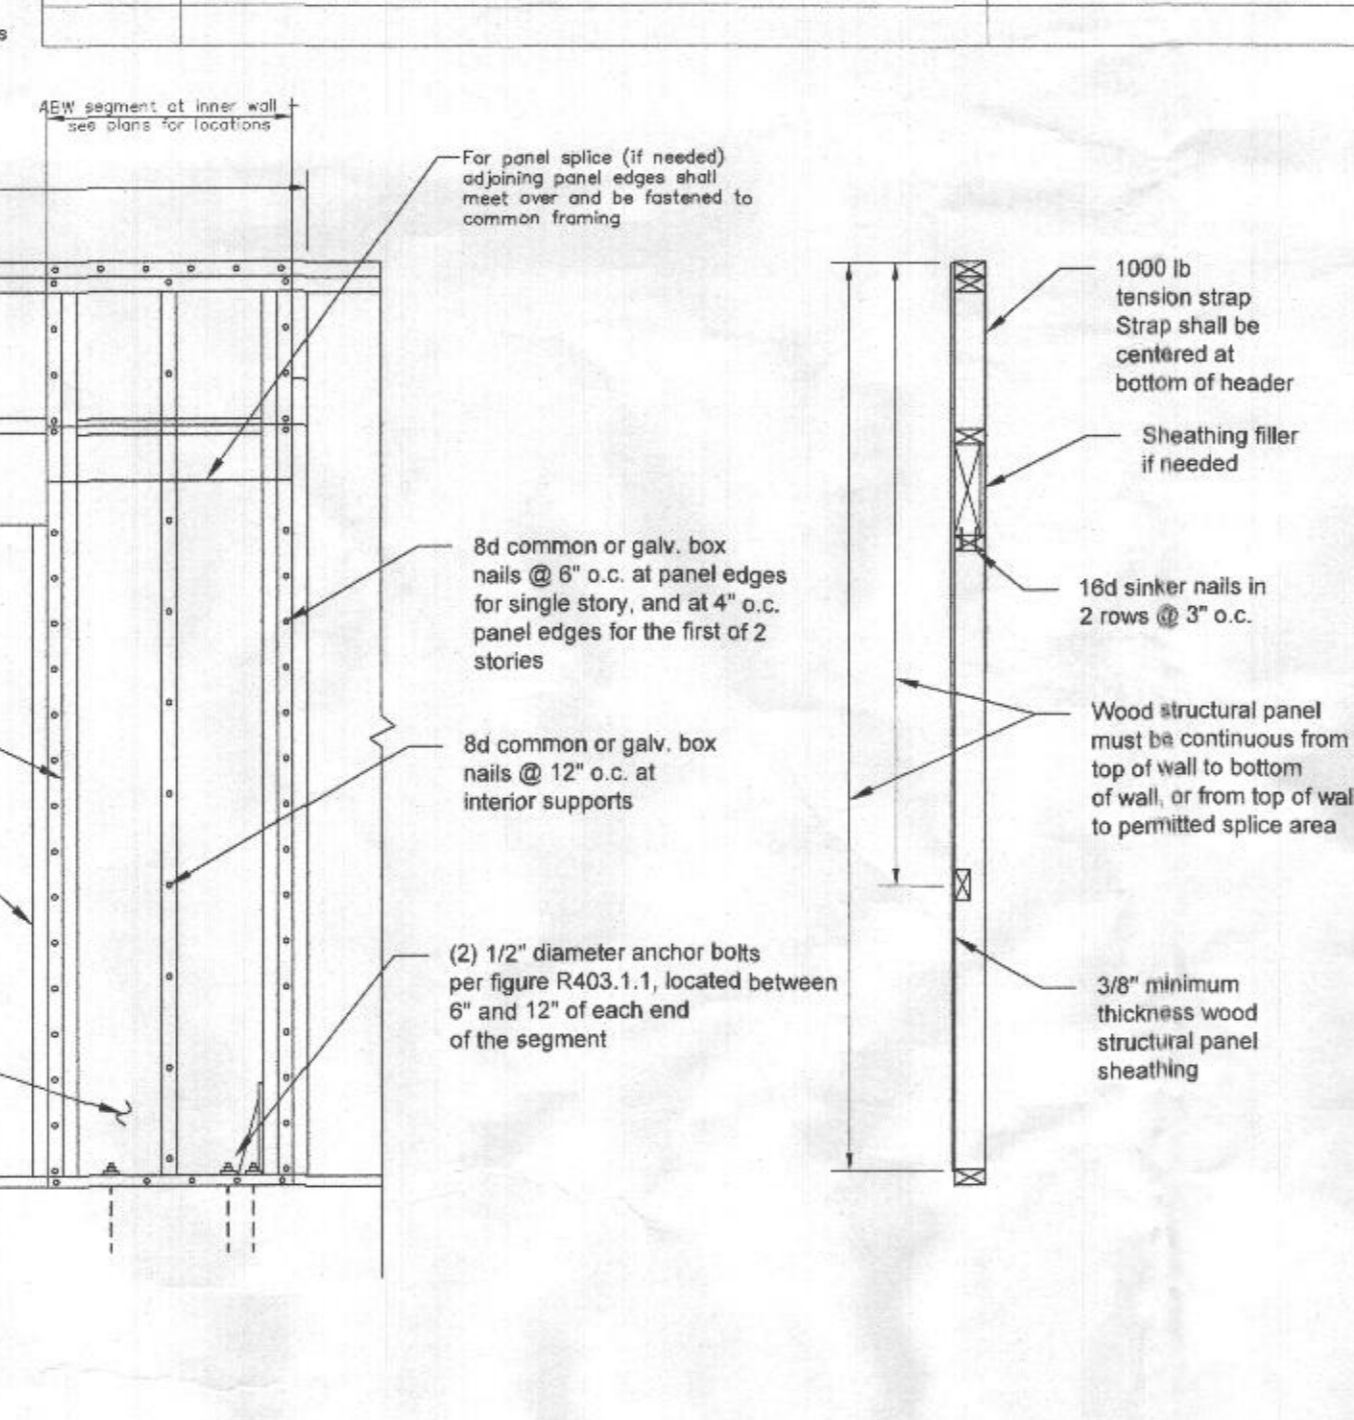 s
ABW segment at inner wall
see plans for locations
For panel splice (if needed)
adjoining panel edges shall
meet over and be fastened to
common framing
8d common or galv. box
nails @ 6" o.c. at panel edges
for single story, and at 4" o.c.
panel edges for the first of 2
stories
8d common or galv. box
nails @ 12" o.c. at
interior supports
(2) 1/2" diameter anchor bolts
per figure R403.1.1, located between
6" and 12" of each end
of the segment
1000 lb
tension strap
Strap shall be
centered at
bottom of header
Sheathing filler
if needed
16d sinker nails in
2 rows @ 3" o.c.
Wood structural panel
must be continuous from
top of wall to bottom
of wall, or from top of wal
to permitted splice area
3/8" minimum
thickness wood
structural panel
sheathing